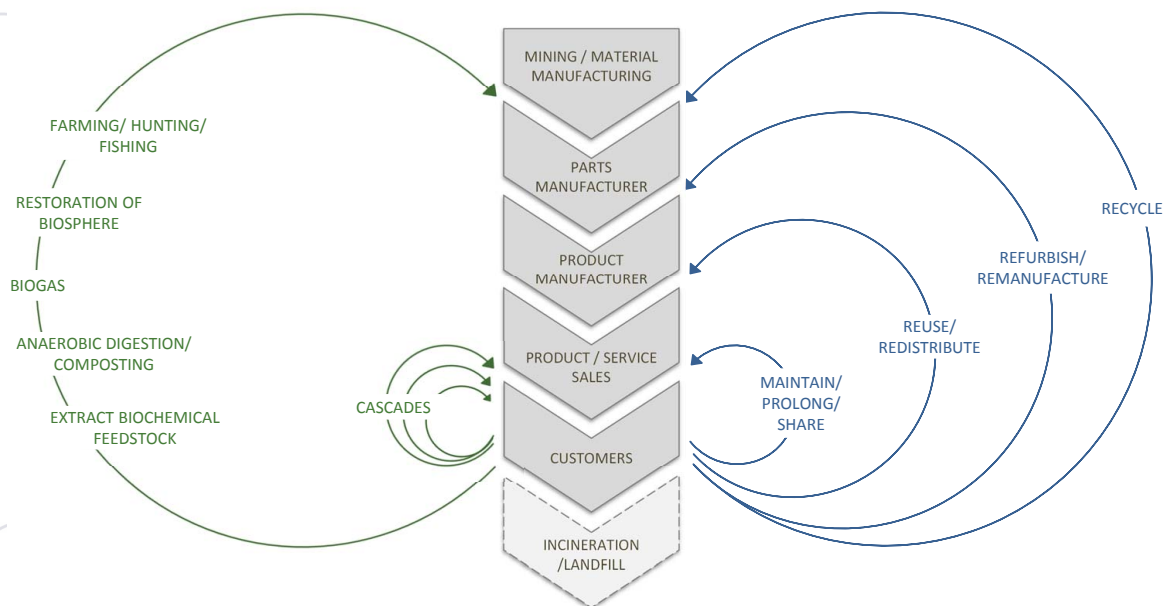 MINING / MATERIAL
MANUFACTURING
PARTS
MANUFACTURER
PRODUCT
MANUFACTURER
PRODUCT / SERVICE
SALES
CUSTOMERS
INCINERATION
/LANDFILL
FARMING/ HUNTING/
FISHING
RESTORATION OF
BIOSPHERE
BIOGAS
ANAEROBIC DIGESTION/
COMPOSTING
EXTRACT BIOCHEMICAL
FEEDSTOCK
CASCADES
MAINTAIN/
PROLONG/
SHARE
REUSE/
REDISTRIBUTE
REFURBISH/
REMANUFACTURE
RECYCLE